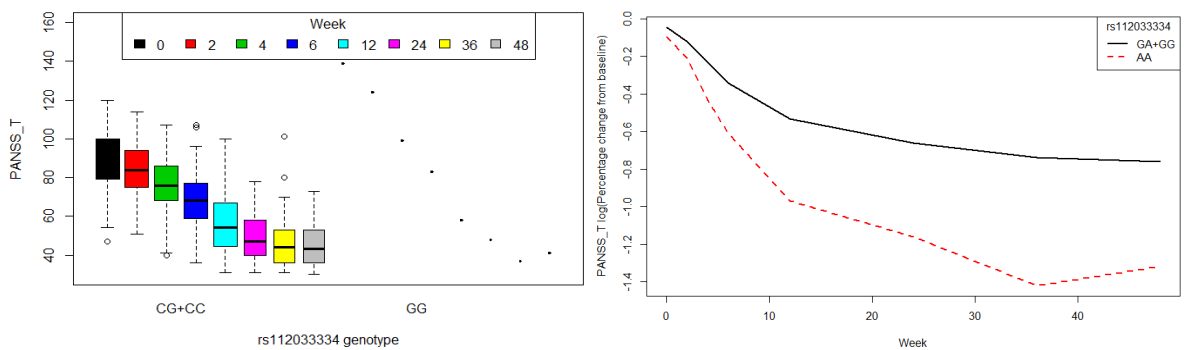 PANSS_T
160
140
120
100
80
60
40
Week
0 2 4 6 12 24 36 48
CG+CC GG
rs112033334 genotype
PANSS_T log(Percentage change from baseline)
0.0
-0.2
-0.4
-0.6
-0.8
-1.0
-1.2
-1.4
rs112033334
GA+GG
AA
0 10 20 30 40
Week